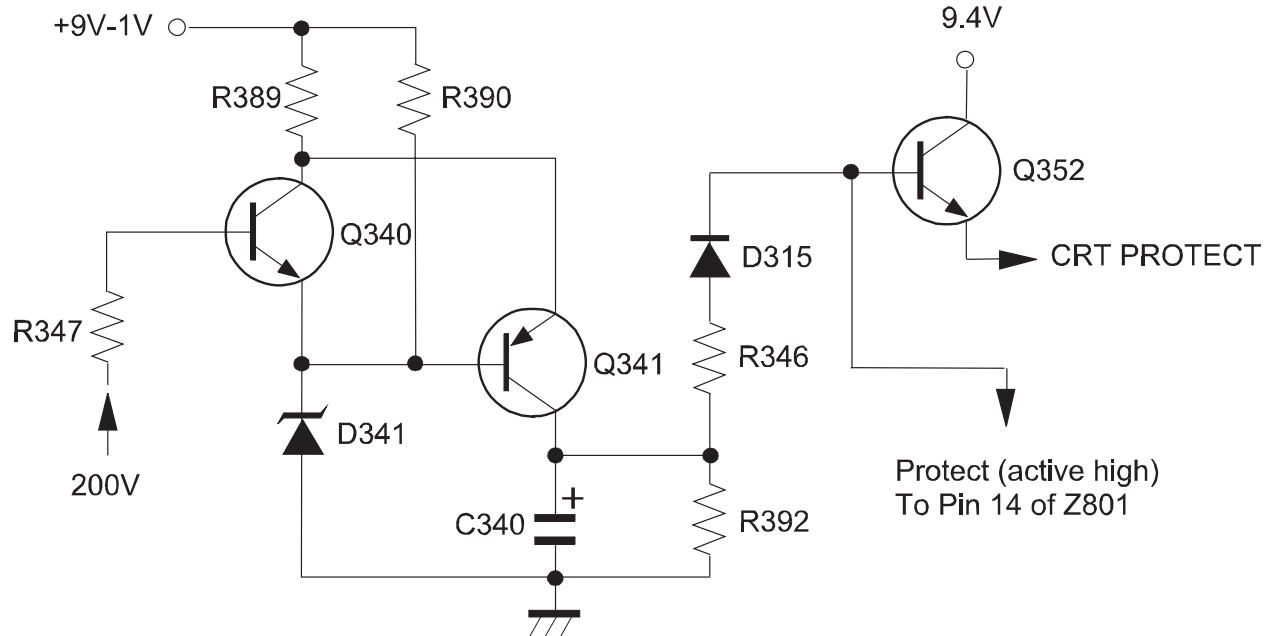 +9V-1V
9.4V
R389
R390
Q352
Q340
D315
CRT PROTECT
R347
R346
Q341
D341
200V
Protect (active high)
To Pin 14 of Z801
+
C340
R392